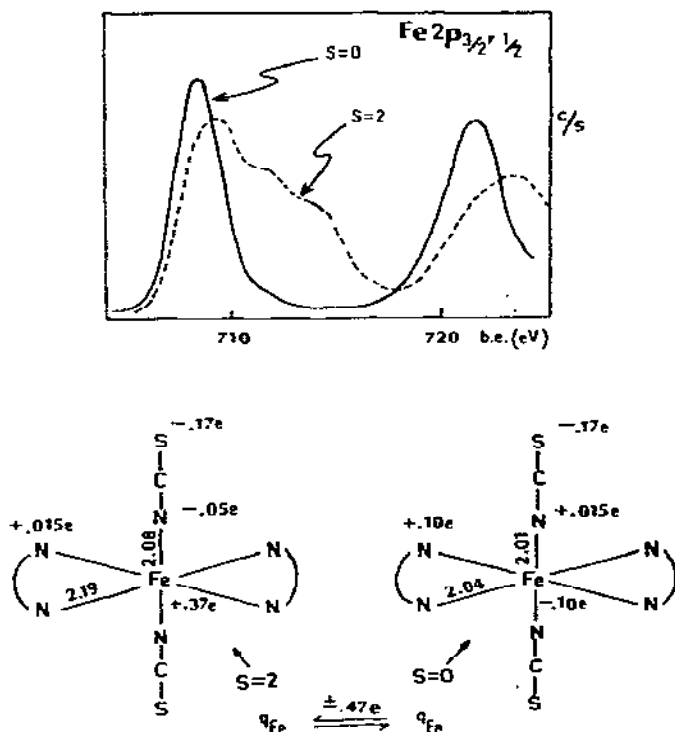 Fe 2p3/2, 1/2
S=0
S=2
c/s
710
720
b.e. (eV)
S −.17e
C
N −.05e
+.015e
N
N
2.08
Fe
2.19
N
N
+.37e
N
C
S
S=2
S −.17e
C
N +.015e
+.10e
N
N
2.01
Fe
2.04
N
N
−.10e
N
C
S
S=0
qFe ±.47e qFe